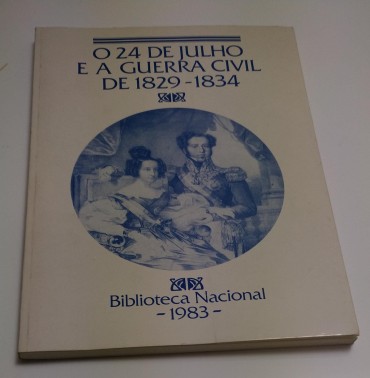 O 24 DE JULHO
E A GUERRA CIVIL
DE 1829-1834
Biblioteca Nacional
- 1983 -